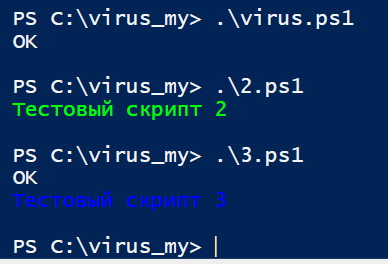 PS C:\virus_my> .\virus.ps1
OK
PS C:\virus_my> .\2.ps1
Тестовый скрипт 2
PS C:\virus_my> .\3.ps1
OK
Тестовый скрипт 3
PS C:\virus_my>